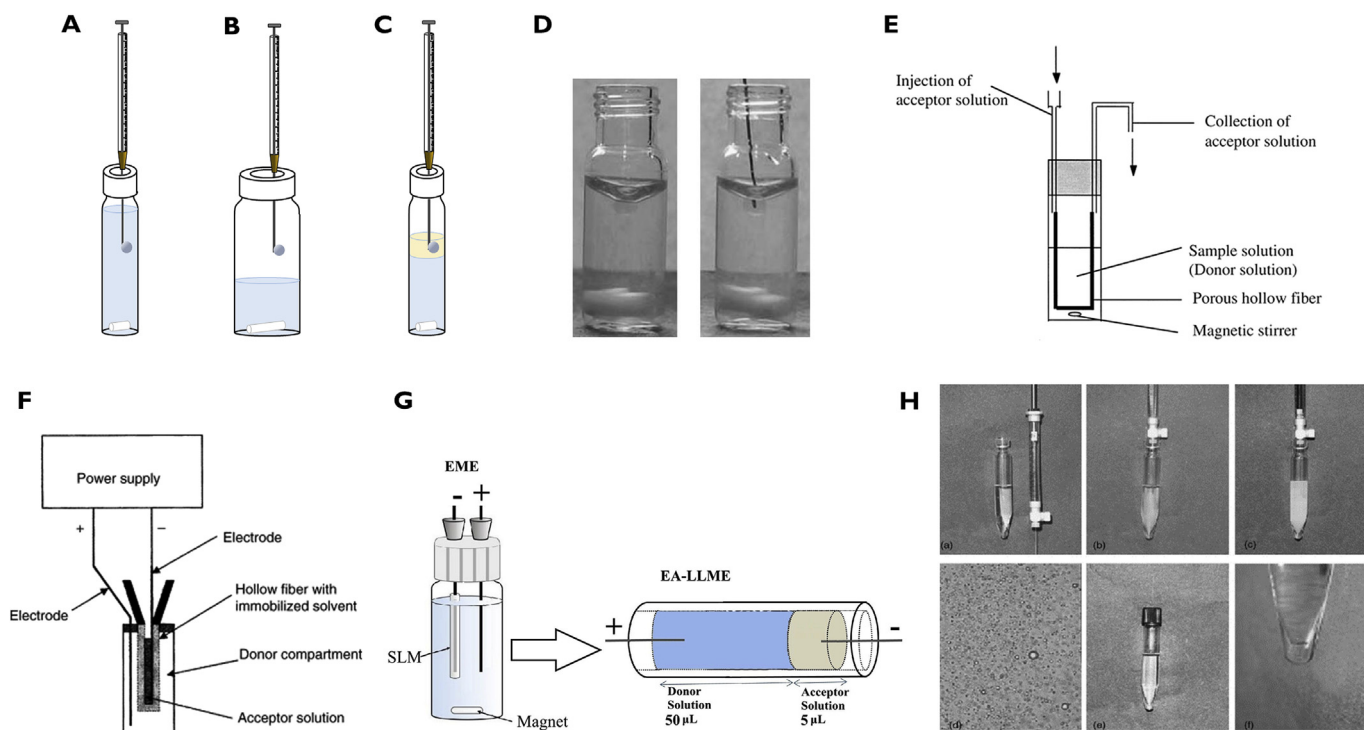 A
B
C
D
E
Injection of
acceptor solution
Collection of
acceptor solution
Sample solution
(Donor solution)
Porous hollow fiber
Magnetic stirrer
F
Power supply
+
−
Electrode
Hollow fiber with
immobilized solvent
Electrode
Donor compartment
Acceptor solution
G
EME
- +
SLM
Magnet
EA-LLME
+
-
Donor
Solution
50 µL
Acceptor
Solution
5 µL
H
(a)
(b)
(c)
(d)
(e)
(f)